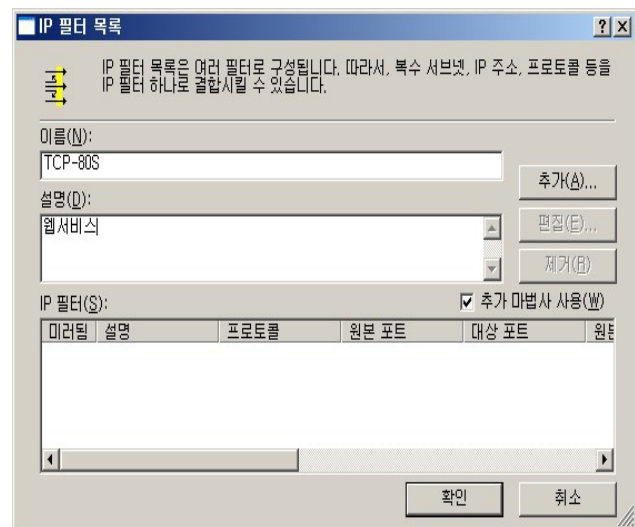 IP 필터 목록
IP 필터 목록은 여러 필터로 구성됩니다. 따라서, 복수 서브넷, IP 주소, 프로토콜 등을
IP 필터 하나로 결합시킬 수 있습니다.
이름(N):
TCP-80S
추가(A)...
설명(D):
웹서비스
편집(E)...
제거(R)
IP 필터(S):
추가 마법사 사용(W)
미러됨 설명 프로토콜 원본 포트 대상 포트 원본
확인 취소